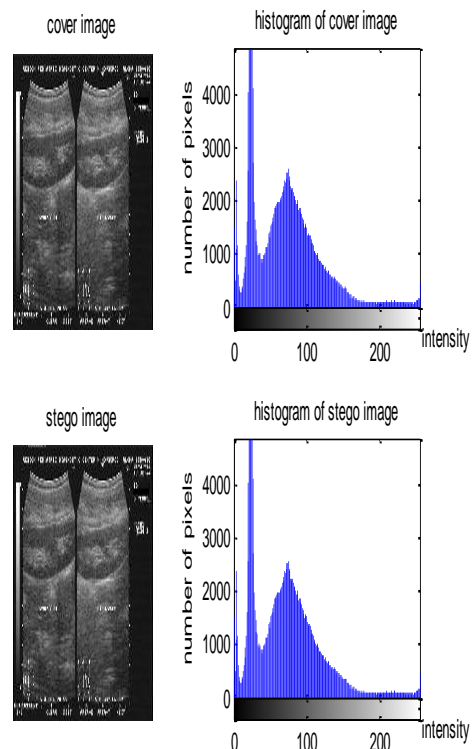 cover image
histogram of cover image
number of pixels
4000
3000
2000
1000
0
0 100 200
intensity
stego image
histogram of stego image
number of pixels
4000
3000
2000
1000
0
0 100 200
intensity